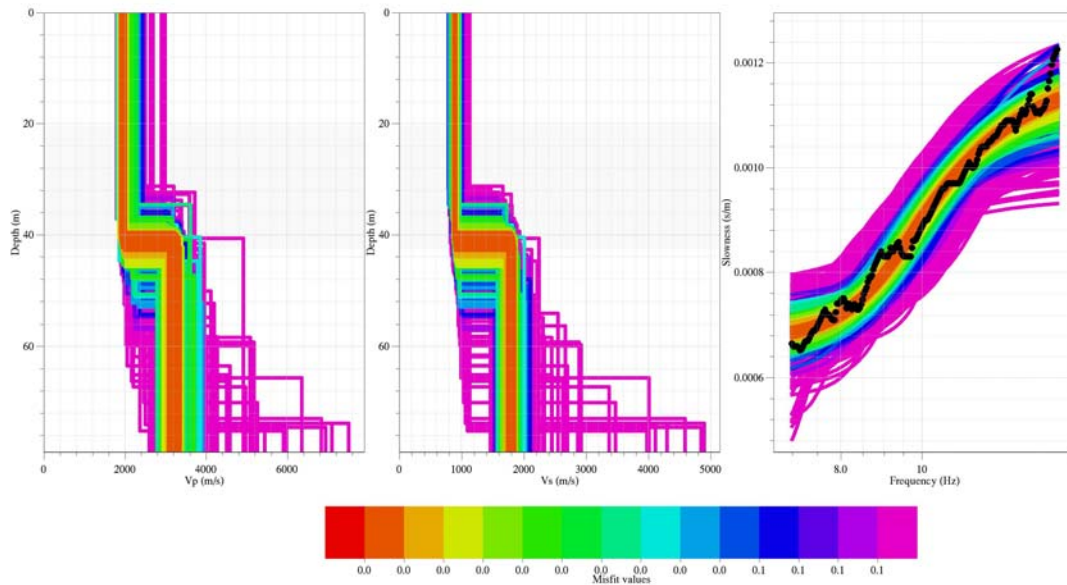 0
20
40
60
Depth (m)
0 2000 4000 6000
Vp (m/s)
0
20
40
60
Depth (m)
0 1000 2000 3000 4000 5000
Vs (m/s)
0.0012
0.0010
0.0008
0.0006
Slowness (s/m)
8.0 10
Frequency (Hz)
0.0 0.0 0.0 0.0 0.0 0.0 0.0 0.0 0.0 0.0 0.1 0.1 0.1 0.1
Misfit values